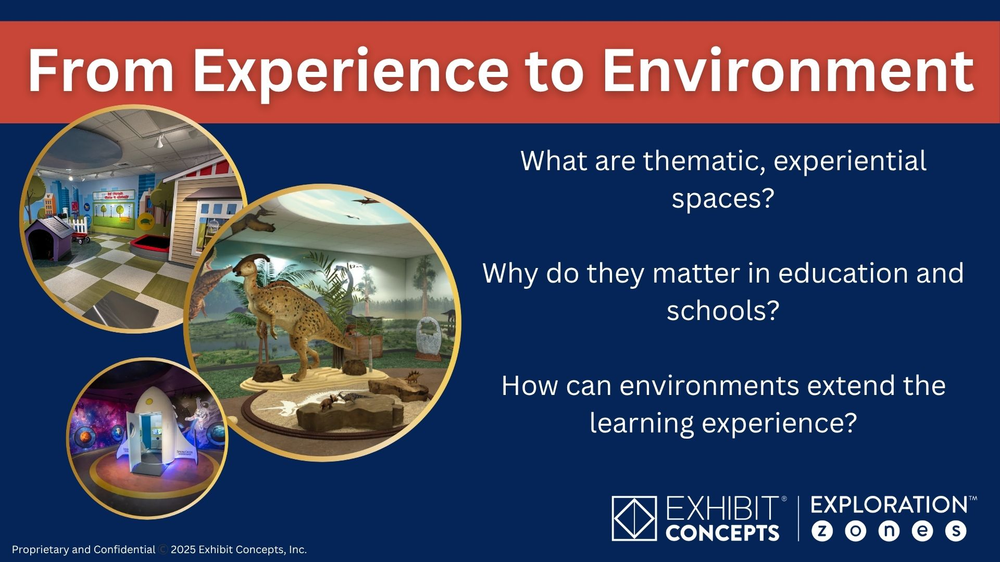 From Experience to Environment
What are thematic, experiential
spaces?
Why do they matter in education and
schools?
How can environments extend the
learning experience?
EXHIBIT® CONCEPTS
EXPLORATION™
zones
Proprietary and Confidential © 2025 Exhibit Concepts, Inc.